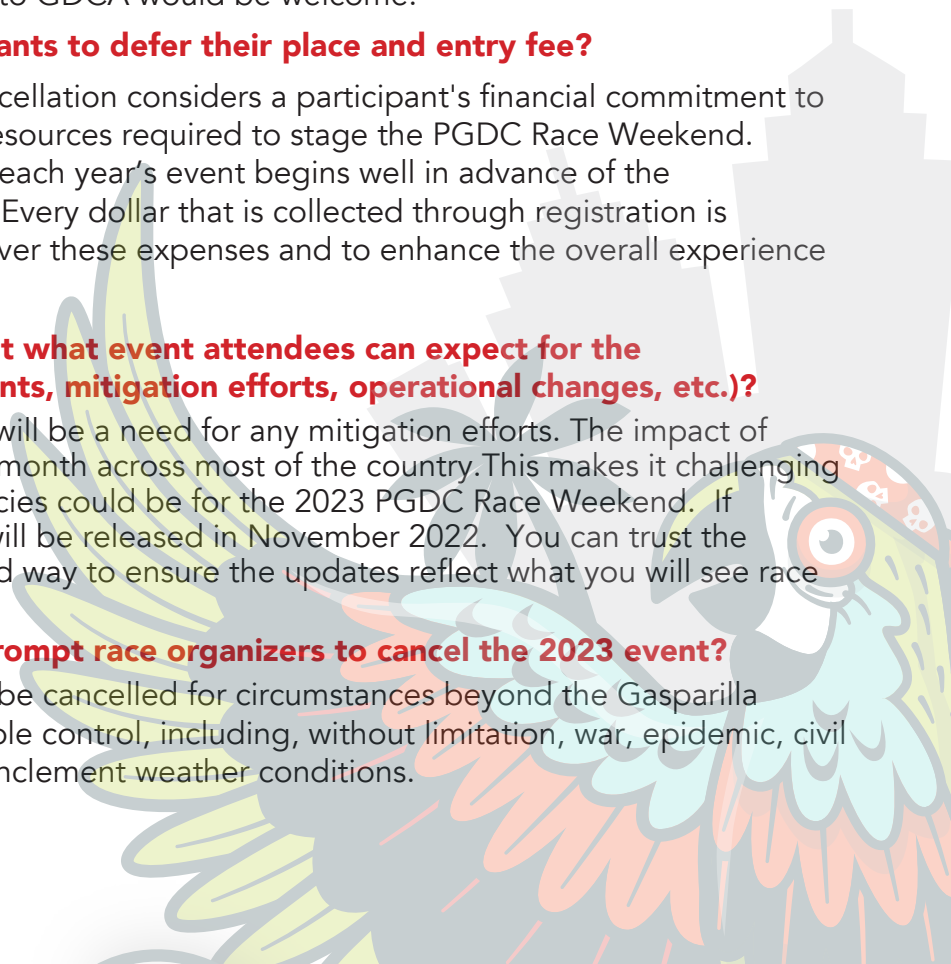 to GDCA would be welcome.
ants to defer their place and entry fee?
cellation considers a participant's financial commitment to
esources required to stage the PGDC Race Weekend.
each year's event begins well in advance of the
Every dollar that is collected through registration is
ver these expenses and to enhance the overall experience
t what event attendees can expect for the
nts, mitigation efforts, operational changes, etc.)?
will be a need for any mitigation efforts. The impact of
month across most of the country.This makes it challenging
cies could be for the 2023 PGDC Race Weekend. If
will be released in November 2022. You can trust the
d way to ensure the updates reflect what you will see race
rompt race organizers to cancel the 2023 event?
be cancelled for circumstances beyond the Gasparilla
ble control, including, without limitation, war, epidemic, civil
nclement weather conditions.